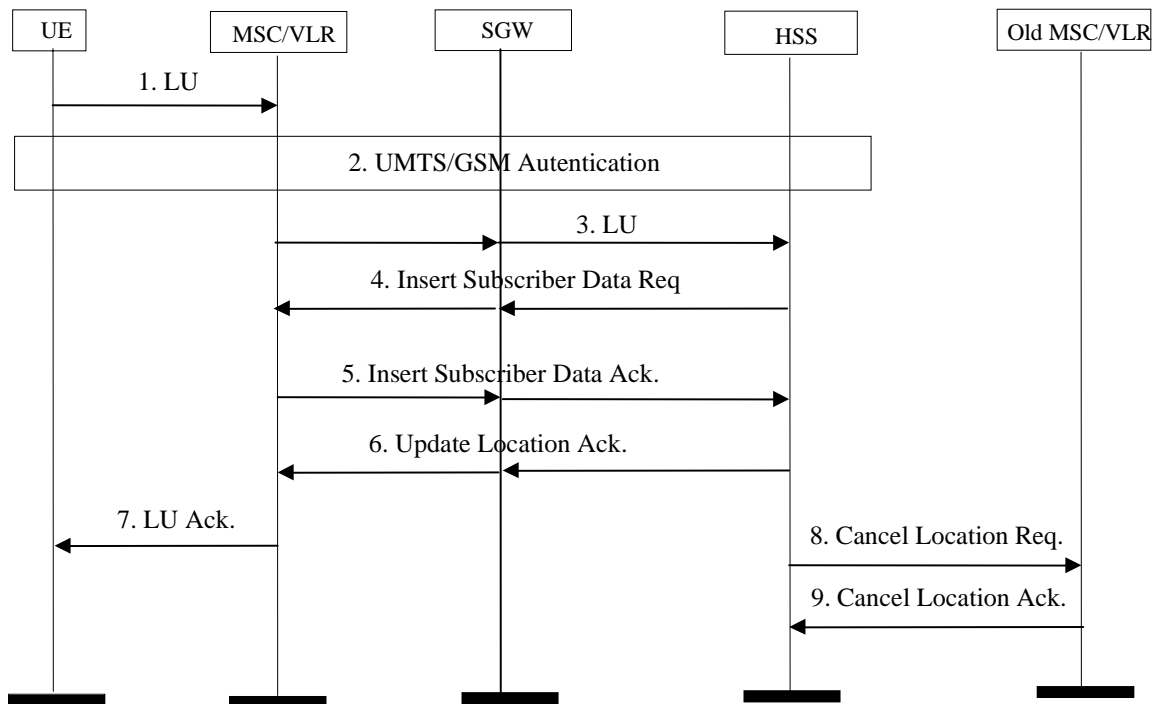 UE
MSC/VLR
SGW
HSS
Old MSC/VLR
1. LU
2. UMTS/GSM Autentication
3. LU
4. Insert Subscriber Data Req
5. Insert Subscriber Data Ack.
6. Update Location Ack.
7. LU Ack.
8. Cancel Location Req.
9. Cancel Location Ack.